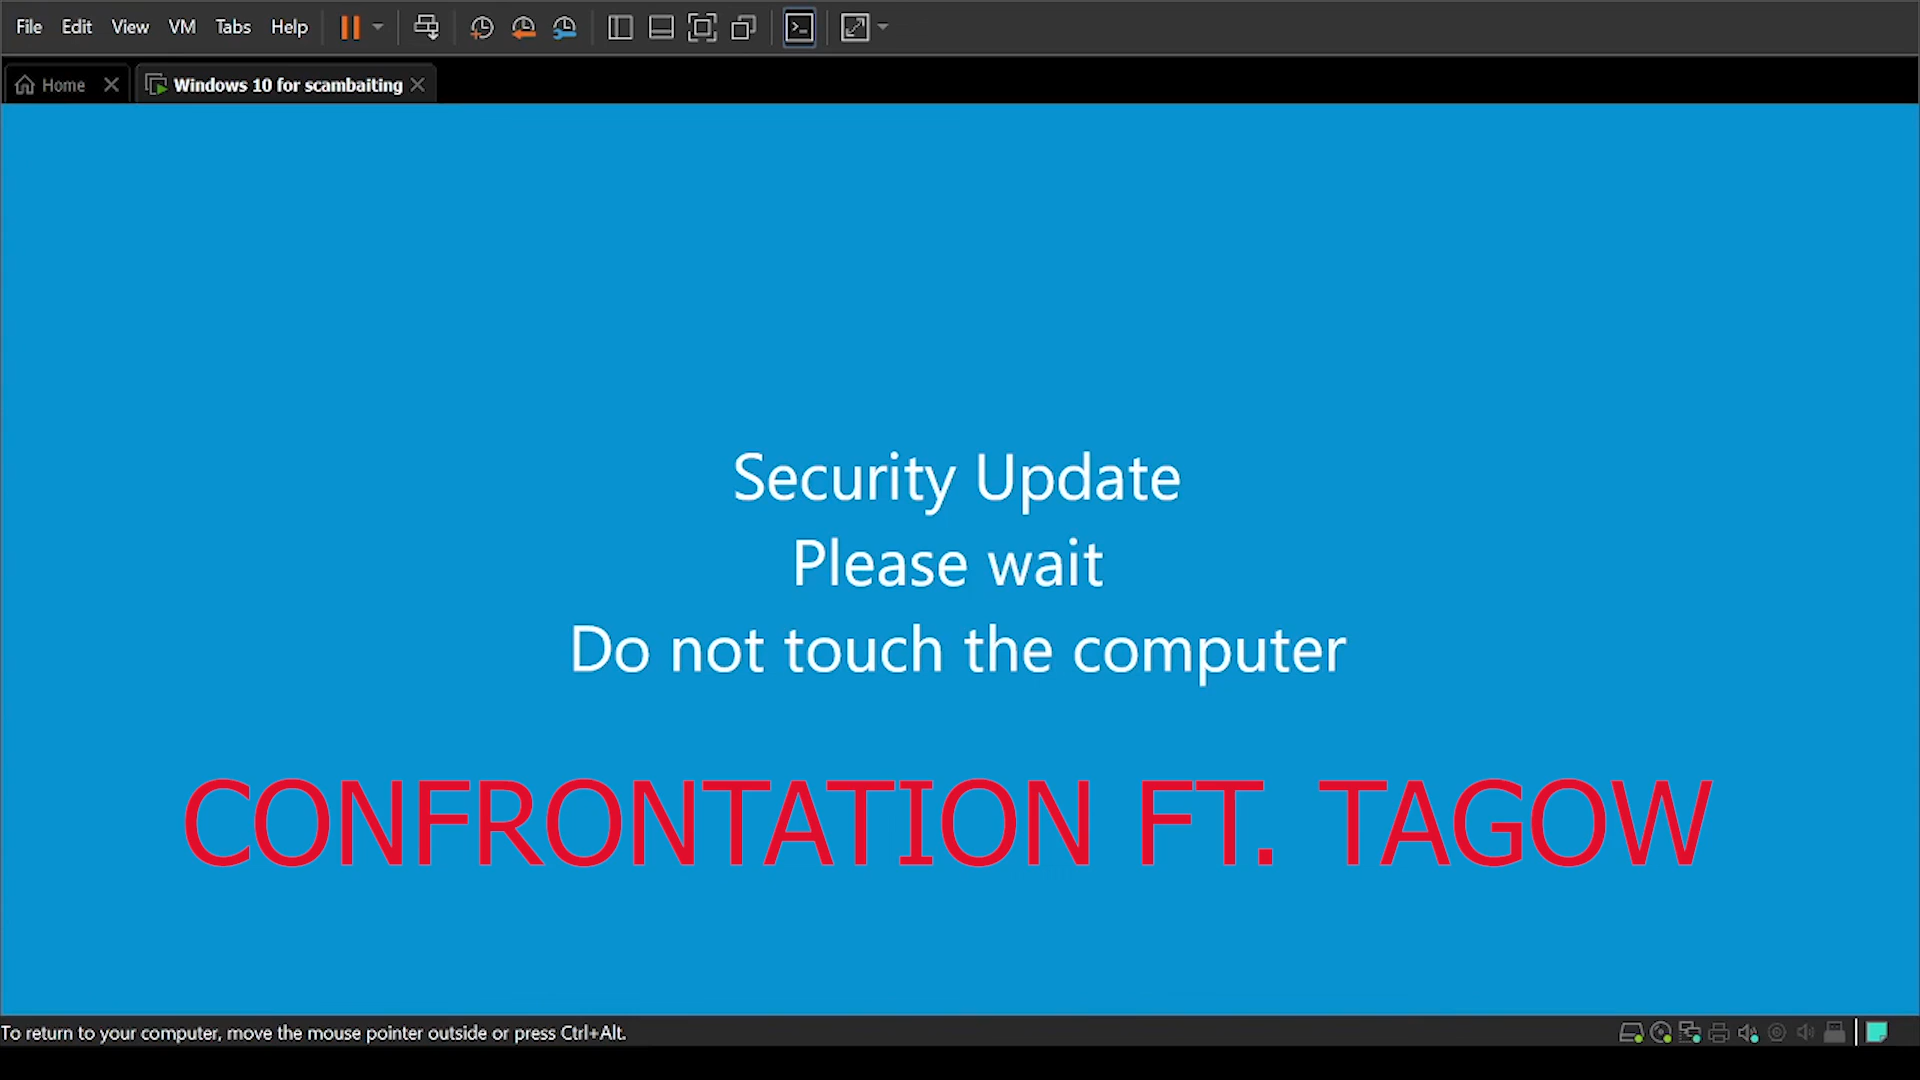 File Edit View VM Tabs Help
Home Windows 10 for scambaiting
Security Update
Please wait
Do not touch the computer
CONFRONTATION FT. TAGOW
To return to your computer, move the mouse pointer outside or press Ctrl+Alt.